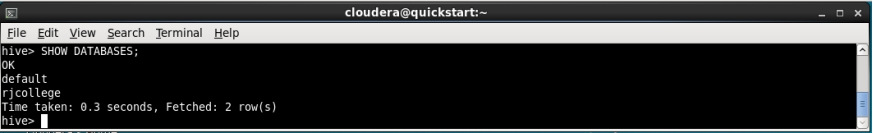 cloudera@quickstart:~
File Edit View Search Terminal Help
hive> SHOW DATABASES;
OK
default
rjcollege
Time taken: 0.3 seconds, Fetched: 2 row(s)
hive>